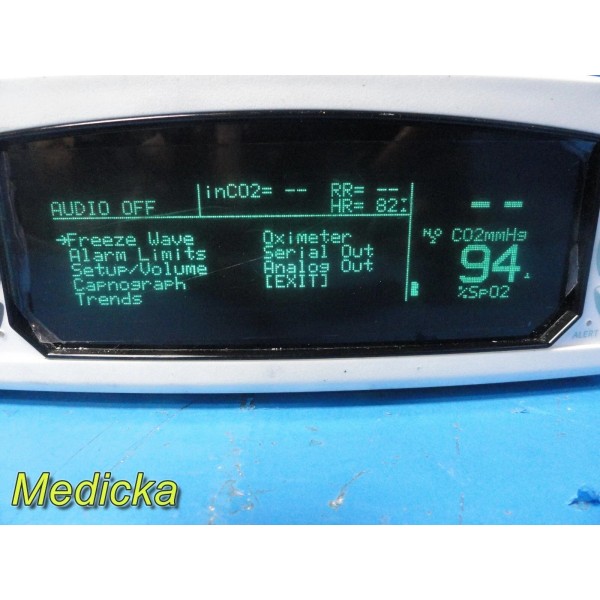 inCO2= -- RR= --
AUDIO OFF HR= 82
→Freeze Wave Oximeter
Alarm Limits Serial Out
Setup/Volume Analog Out
Capnograph [EXIT]
Trends
--
N2O CO2mmHg
94
%SpO2
ALERT
Medicka